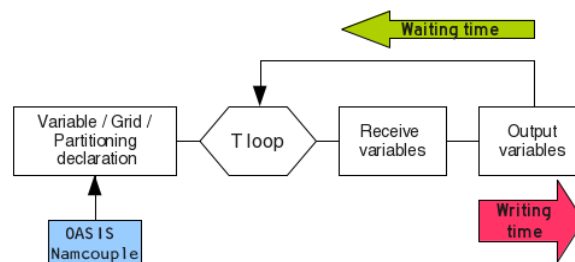 Waiting time
Variable / Grid /
Partitioning
declaration
T loop
Receive
variables
Output
variables
OASIS
Namcouple
Writing
time